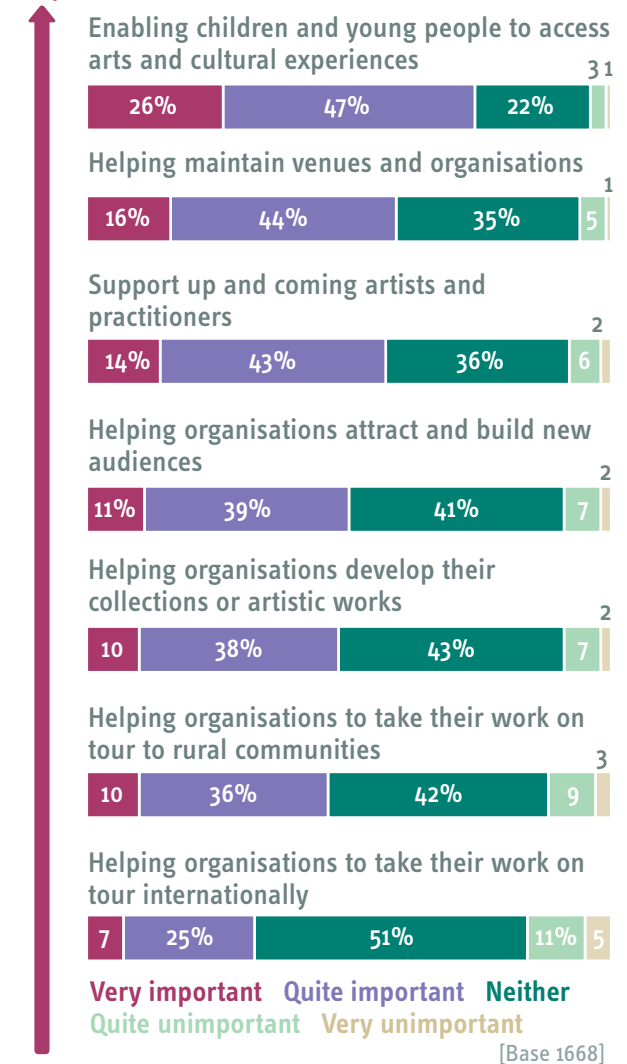 Enabling children and young people to access
arts and cultural experiences
3 1
26% 47% 22%
Helping maintain venues and organisations
1
16% 44% 35% 5
Support up and coming artists and
practitioners
2
14% 43% 36% 6
Helping organisations attract and build new
audiences
2
11% 39% 41% 7
Helping organisations develop their
collections or artistic works
2
10 38% 43% 7
Helping organisations to take their work on
tour to rural communities
3
10 36% 42% 9
Helping organisations to take their work on
tour internationally
7 25% 51% 11% 5
Very important Quite important Neither
Quite unimportant Very unimportant
[Base 1668]